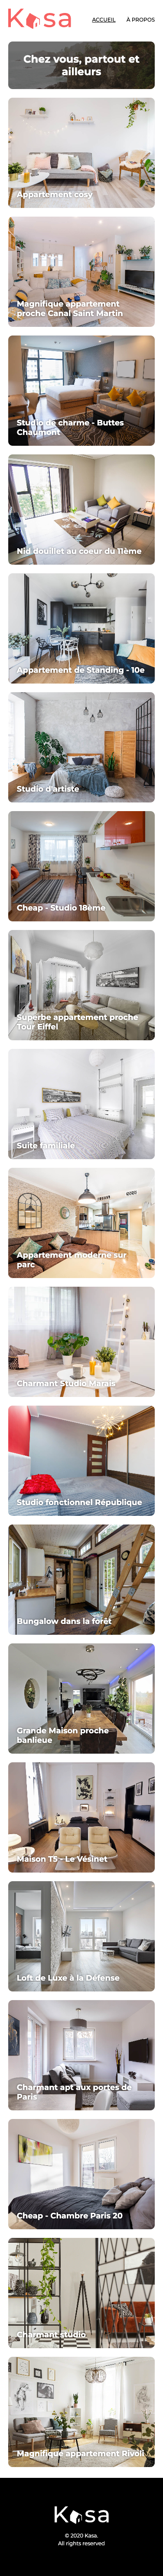 Kasa
ACCUEIL À PROPOS
Chez vous, partout et
ailleurs
Appartement cosy
Magnifique appartement
proche Canal Saint Martin
Studio de charme - Buttes
Chaumont
Nid douillet au coeur du 11ème
Appartement de Standing - 10e
Studio d'artiste
Cheap - Studio 18ème
Superbe appartement proche
Tour Eiffel
Suite familiale
Appartement moderne sur
parc
Charmant Studio Marais
Studio fonctionnel République
Bungalow dans la forêt
Grande Maison proche
banlieue
Maison T5 - Le Vésinet
Loft de Luxe à la Défense
Charmant apt aux portes de
Paris
Cheap - Chambre Paris 20
Charmant studio
Magnifique appartement Rivoli
Kasa
© 2020 Kasa.
All rights reserved